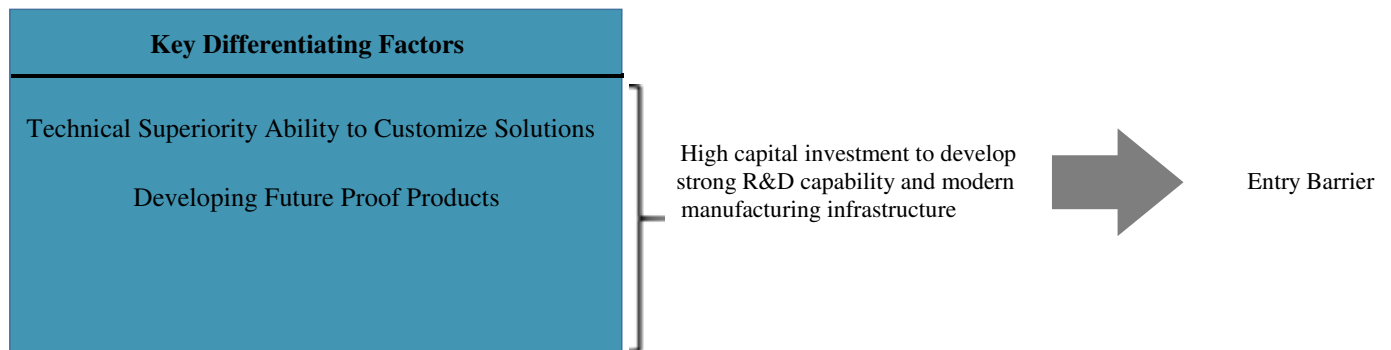 Key Differentiating Factors
Technical Superiority Ability to Customize Solutions
Developing Future Proof Products
High capital investment to develop
strong R&D capability and modern
manufacturing infrastructure
Entry Barrier